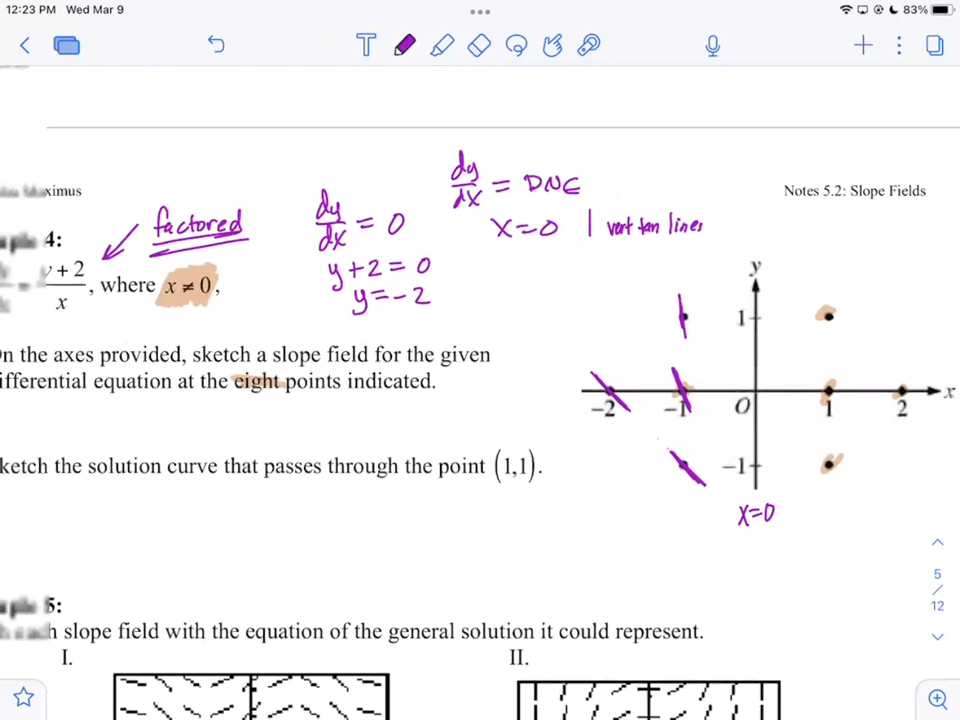 12:23 PM Wed Mar 9
83%
T
ximus
Notes 5.2: Slope Fields
4:
factored
dy/dx = 0
y+2=0
y=-2
dy/dx = DNE
x=0 | vert tan lines
y + 2
x
, where x ≠ 0,
n the axes provided, sketch a slope field for the given
ifferential equation at the eight points indicated.
ketch the solution curve that passes through the point (1,1).
y
1
-2 -1 O 1 2 x
-1
x=0
5
/
12
5:
h slope field with the equation of the general solution it could represent.
I. II.